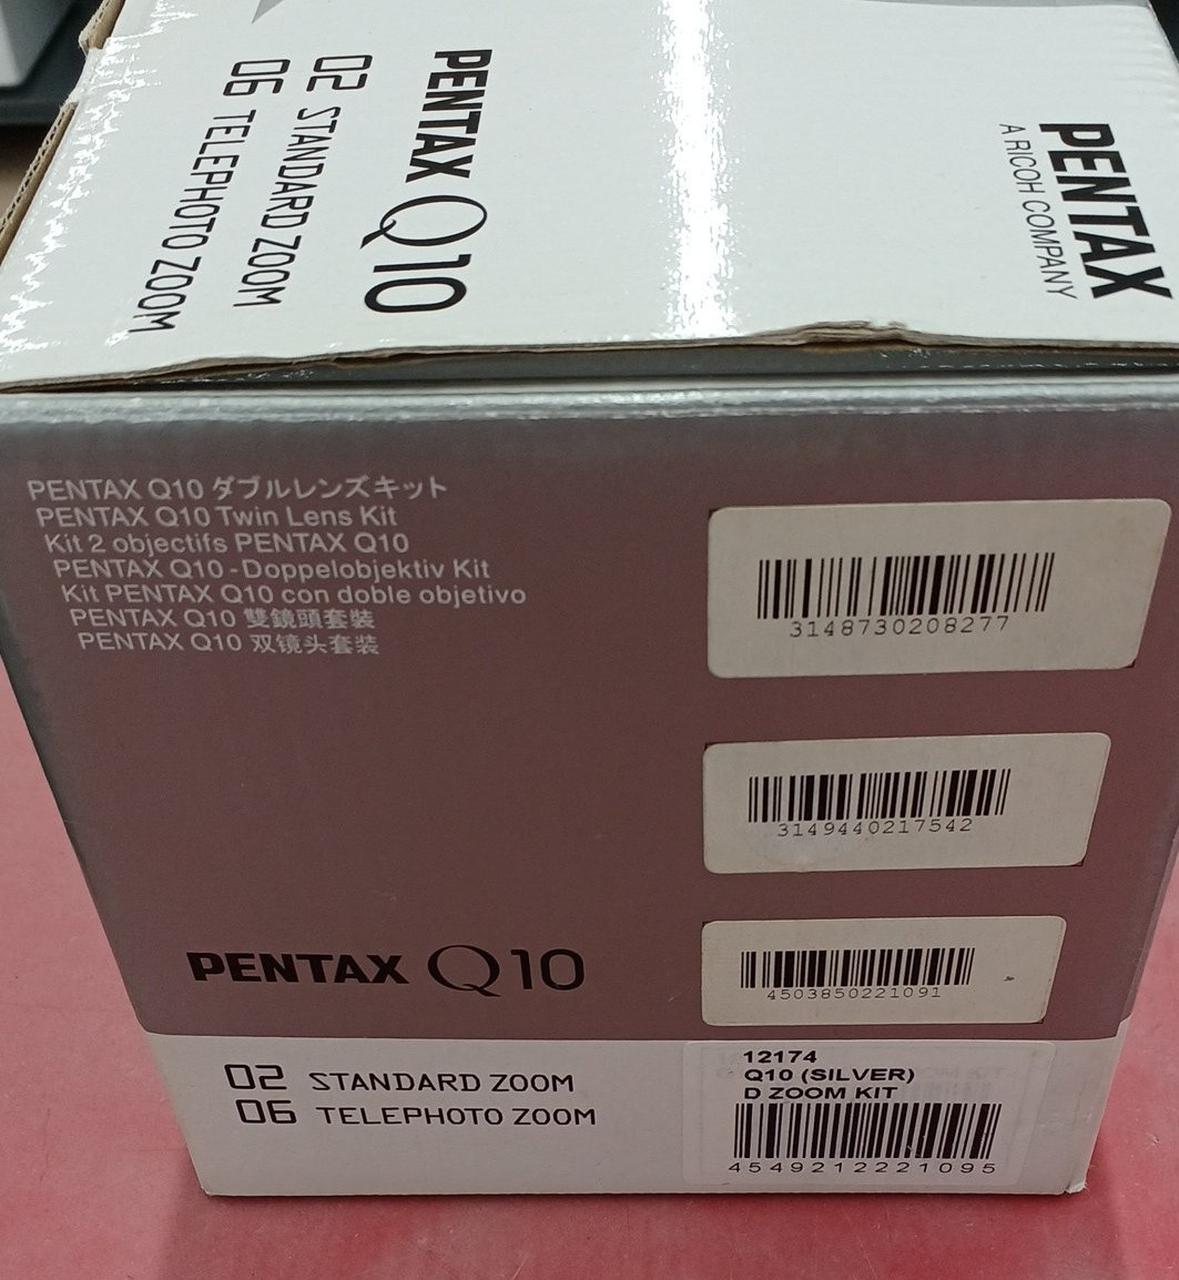 PENTAX
A RICOH COMPANY
PENTAX Q10
02 STANDARD ZOOM
06 TELEPHOTO ZOOM
PENTAX Q10 ダブルレンズキット
PENTAX Q10 Twin Lens Kit
Kit 2 objectifs PENTAX Q10
PENTAX Q10 -Doppelobjektiv Kit
Kit PENTAX Q10 con doble objetivo
PENTAX Q10 雙鏡頭套裝
PENTAX Q10 双镜头套装
3148730208277
3149440217542
4503850221091
PENTAX Q10
02 STANDARD ZOOM
06 TELEPHOTO ZOOM
12174
Q10 (SILVER)
D ZOOM KIT
4549212221095